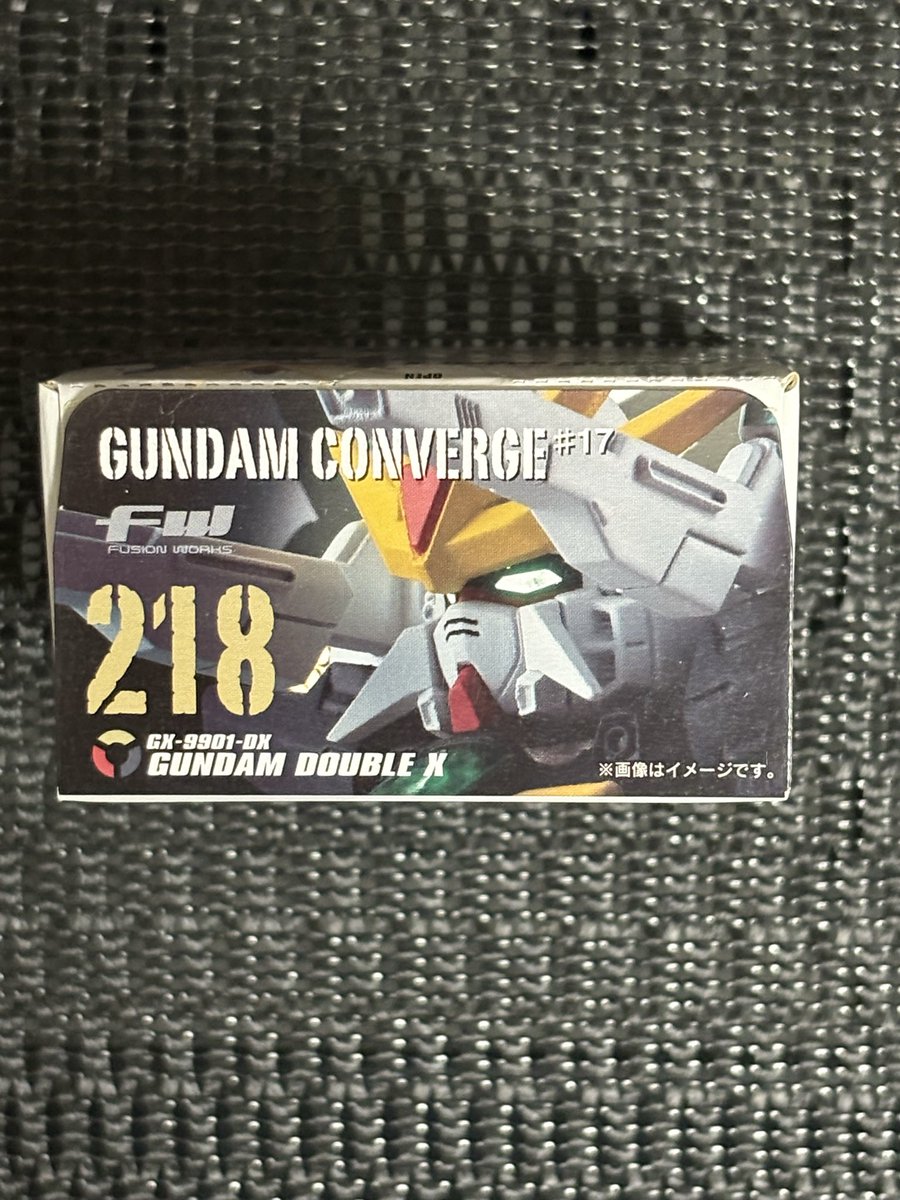 OPEN
GUNDAM CONVERGE #17
FW
FUSION WORKS
218
GX-9901-DX
GUNDAM DOUBLE X
※画像はイメージです。